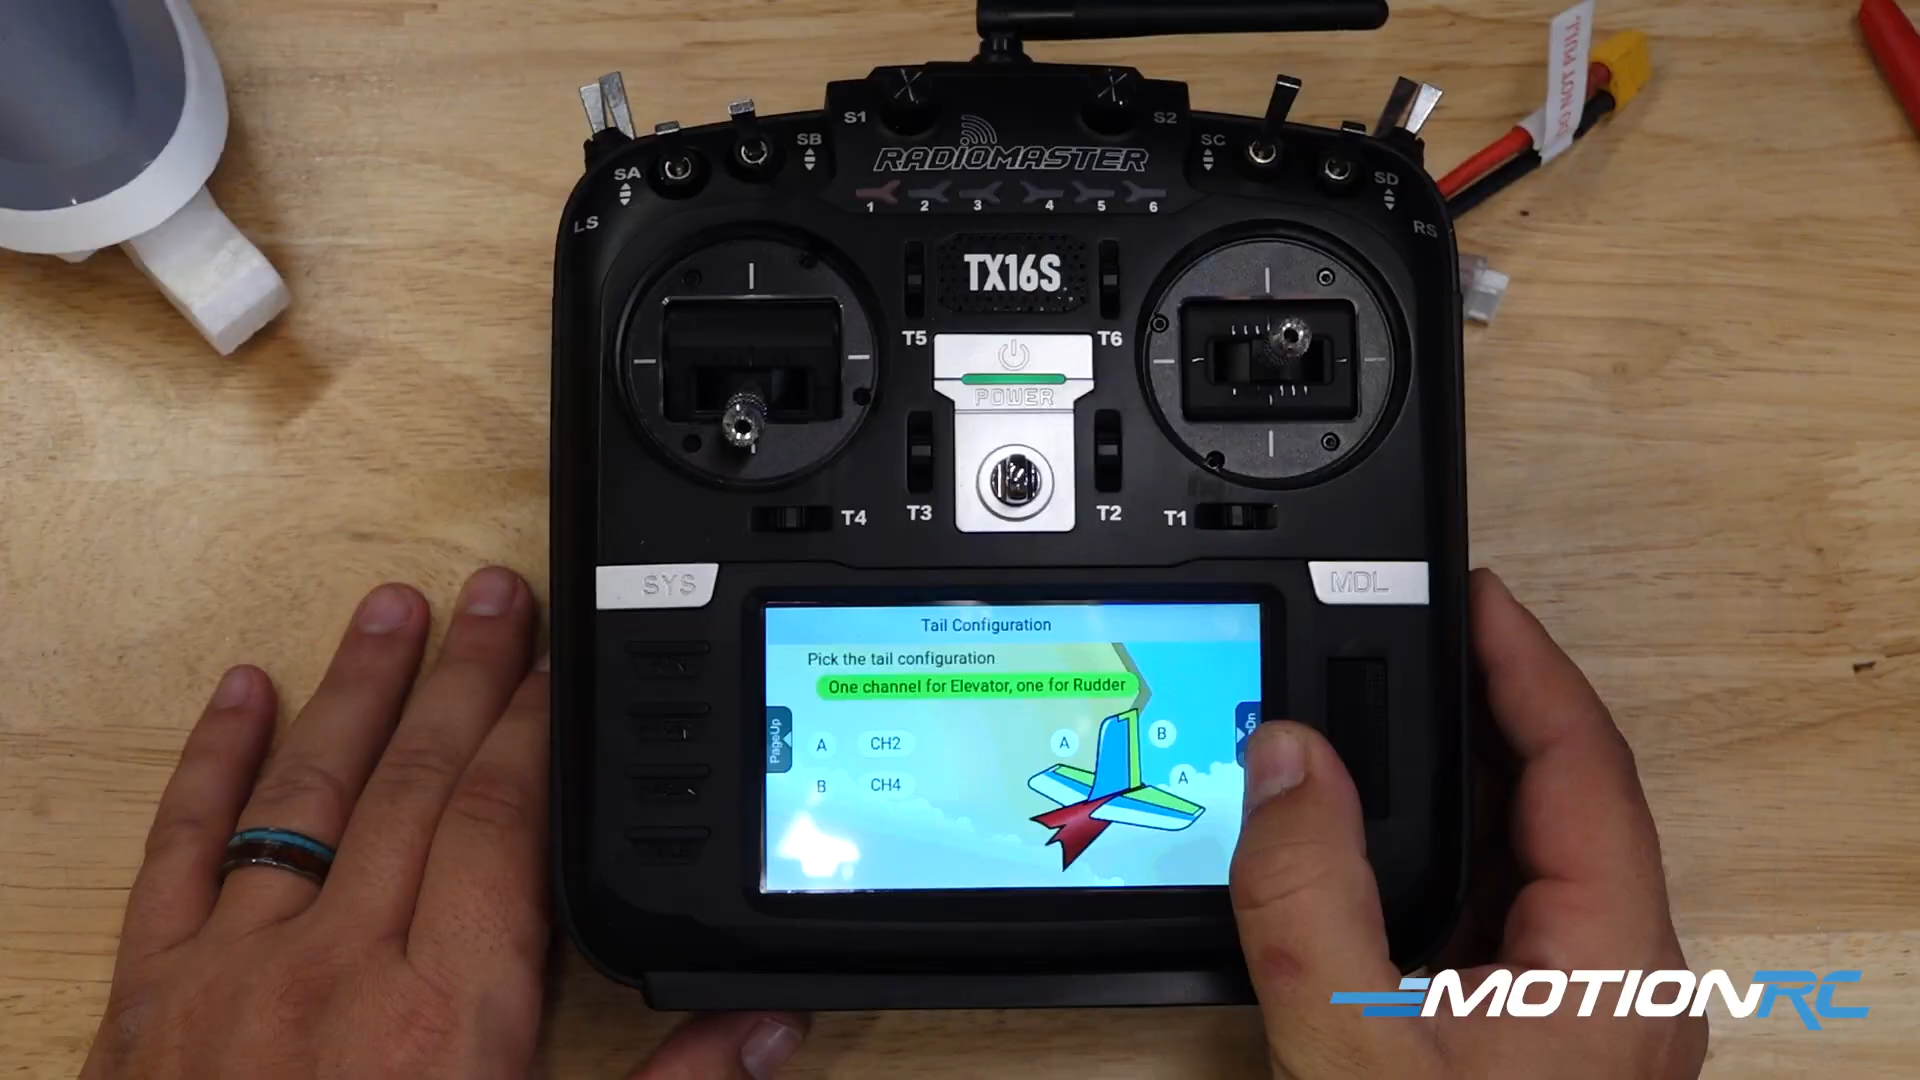 S1
S2
SB
SC
RADIOMASTER
SA
SD
1 2 3 4 5 6
LS
RS
TX16S
T5
T6
POWER
T3
T2
T4
T1
SYS
MDL
Tail Configuration
Pick the tail configuration
One channel for Elevator, one for Rudder
PageUp
A CH2
B CH4
A
B
A
MOTION RC